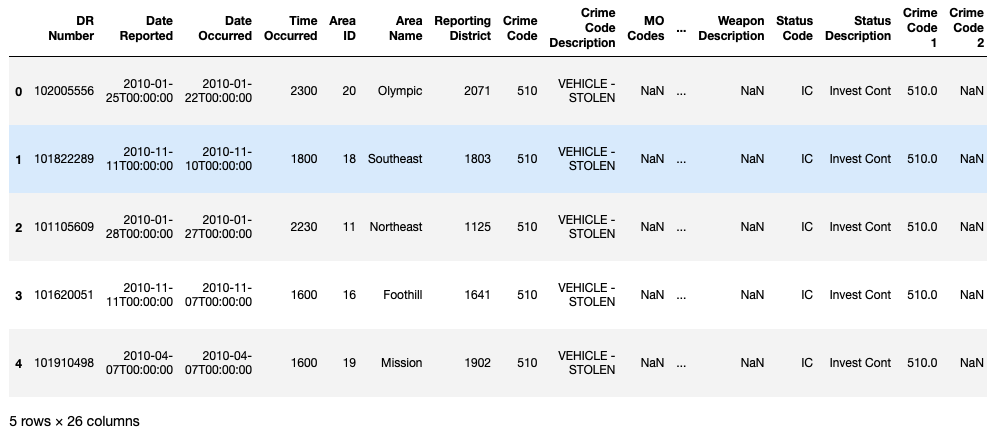 DR Number Date Reported Date Occurred Time Occurred Area ID Area Name Reporting District Crime Code Crime Code Description MO Codes ... Weapon Description Status Code Status Description Crime Code 1 Crime Code 2
0 102005556 2010-01-25T00:00:00 2010-01-22T00:00:00 2300 20 Olympic 2071 510 VEHICLE - STOLEN NaN ... NaN IC Invest Cont 510.0 NaN
1 101822289 2010-11-11T00:00:00 2010-11-10T00:00:00 1800 18 Southeast 1803 510 VEHICLE - STOLEN NaN ... NaN IC Invest Cont 510.0 NaN
2 101105609 2010-01-28T00:00:00 2010-01-27T00:00:00 2230 11 Northeast 1125 510 VEHICLE - STOLEN NaN ... NaN IC Invest Cont 510.0 NaN
3 101620051 2010-11-11T00:00:00 2010-11-07T00:00:00 1600 16 Foothill 1641 510 VEHICLE - STOLEN NaN ... NaN IC Invest Cont 510.0 NaN
4 101910498 2010-04-07T00:00:00 2010-04-07T00:00:00 1600 19 Mission 1902 510 VEHICLE - STOLEN NaN ... NaN IC Invest Cont 510.0 NaN
5 rows × 26 columns